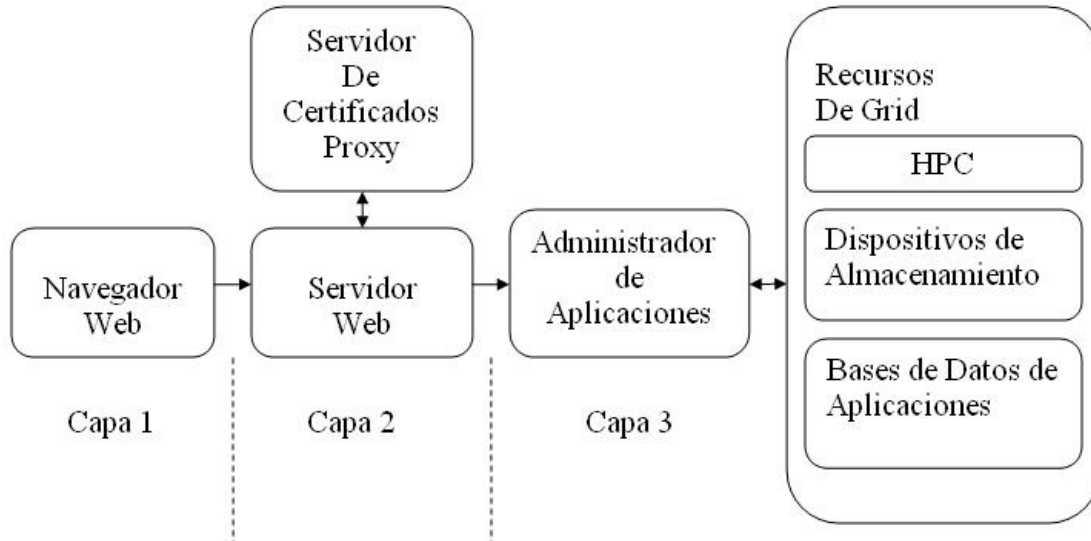 Servidor
De
Certificados
Proxy
Recursos
De Grid
HPC
Navegador
Web
Servidor
Web
Administrador
de
Aplicaciones
Dispositivos de
Almacenamiento
Bases de Datos de
Aplicaciones
Capa 1
Capa 2
Capa 3